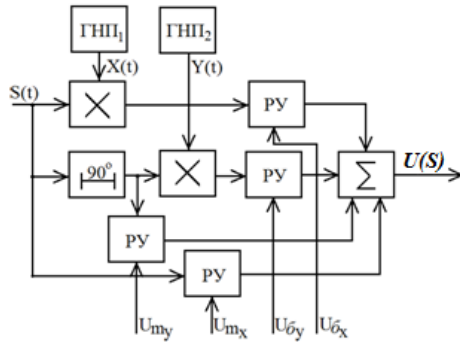 ГНП₁ ГНП₂
X(t) Y(t)
S(t)
× РУ
U(S)
90° × РУ Σ
РУ
РУ
Umy Umx Uбy Uбx